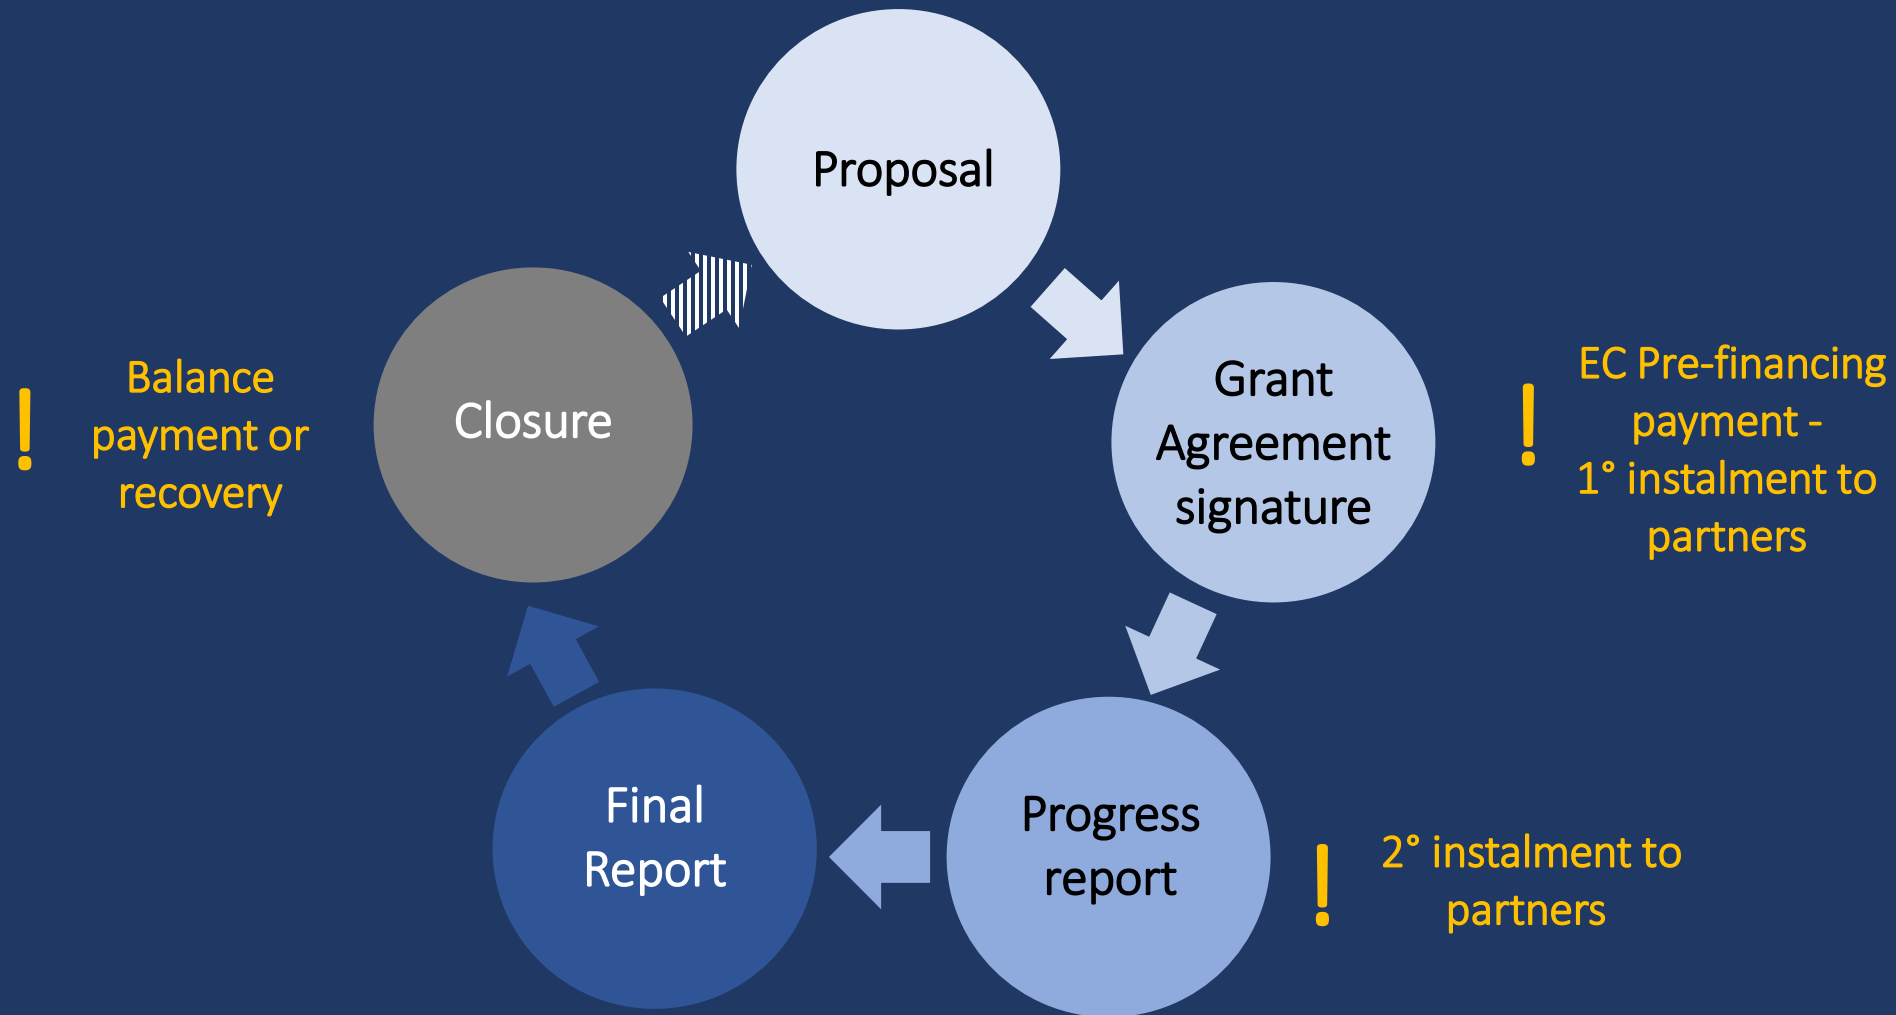 Proposal
Grant
Agreement
signature
!
EC Pre-financing
payment -
1° instalment to
partners
Progress
report
!
2° instalment to
partners
Final
Report
Closure
!
Balance
payment or
recovery